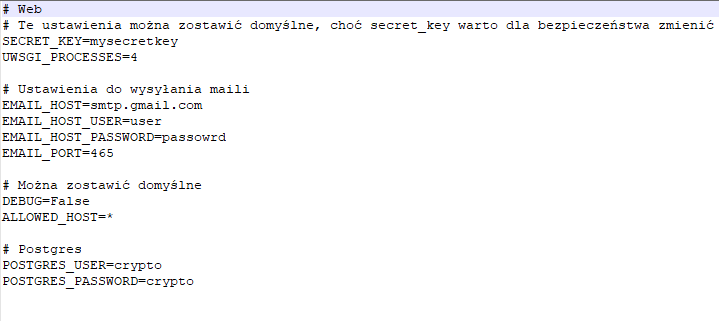 # Web
# Te ustawienia można zostawić domyślne, choć secret_key warto dla bezpieczeństwa zmienić
SECRET_KEY=mysecretkey
UWSGI_PROCESSES=4
# Ustawienia do wysyłania maili
EMAIL_HOST=smtp.gmail.com
EMAIL_HOST_USER=user
EMAIL_HOST_PASSWORD=passowrd
EMAIL_PORT=465
# Można zostawić domyślne
DEBUG=False
ALLOWED_HOST=*
# Postgres
POSTGRES_USER=crypto
POSTGRES_PASSWORD=crypto